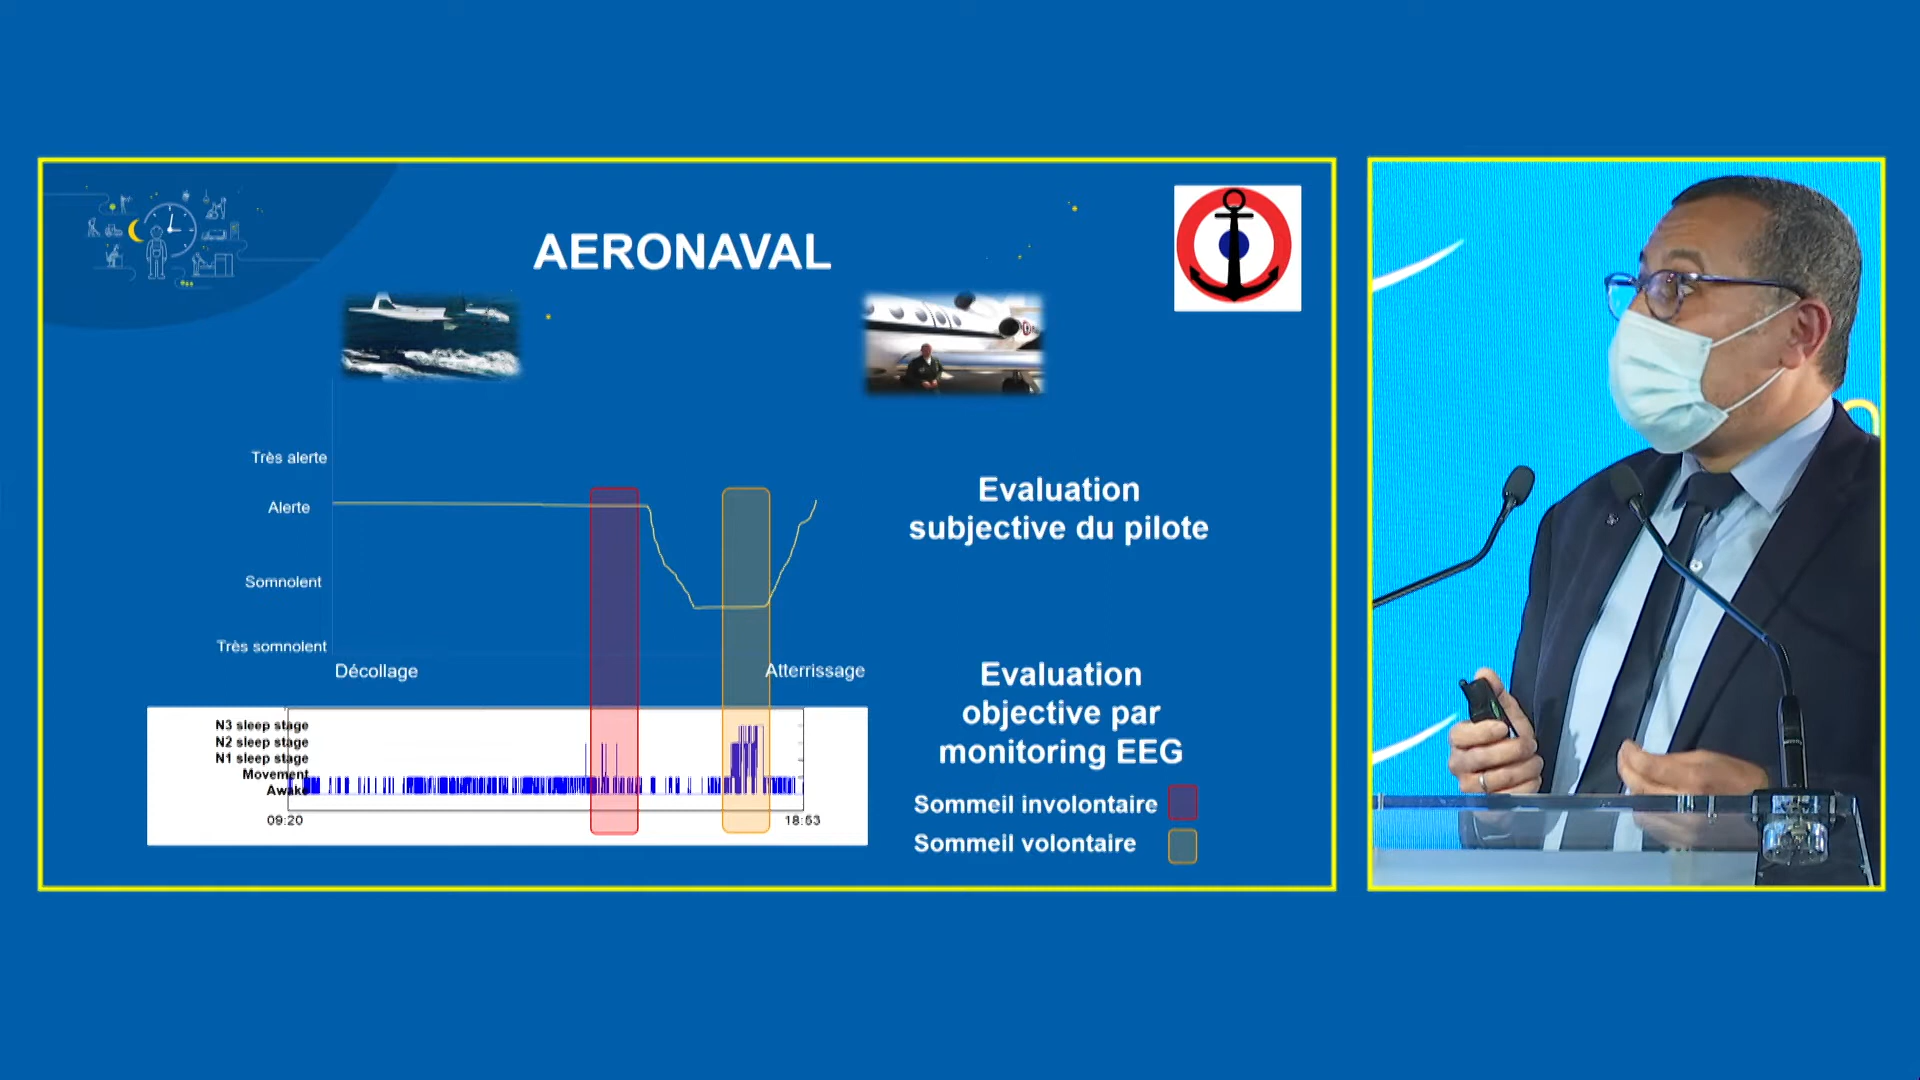 AERONAVAL
Très alerte
Alerte
Somnolent
Très somnolent
Décollage
Atterrissage
Evaluation
subjective du pilote
N3 sleep stage
N2 sleep stage
N1 sleep stage
Movement
Awake
09:20
18:53
Evaluation
objective par
monitoring EEG
Sommeil involontaire
Sommeil volontaire